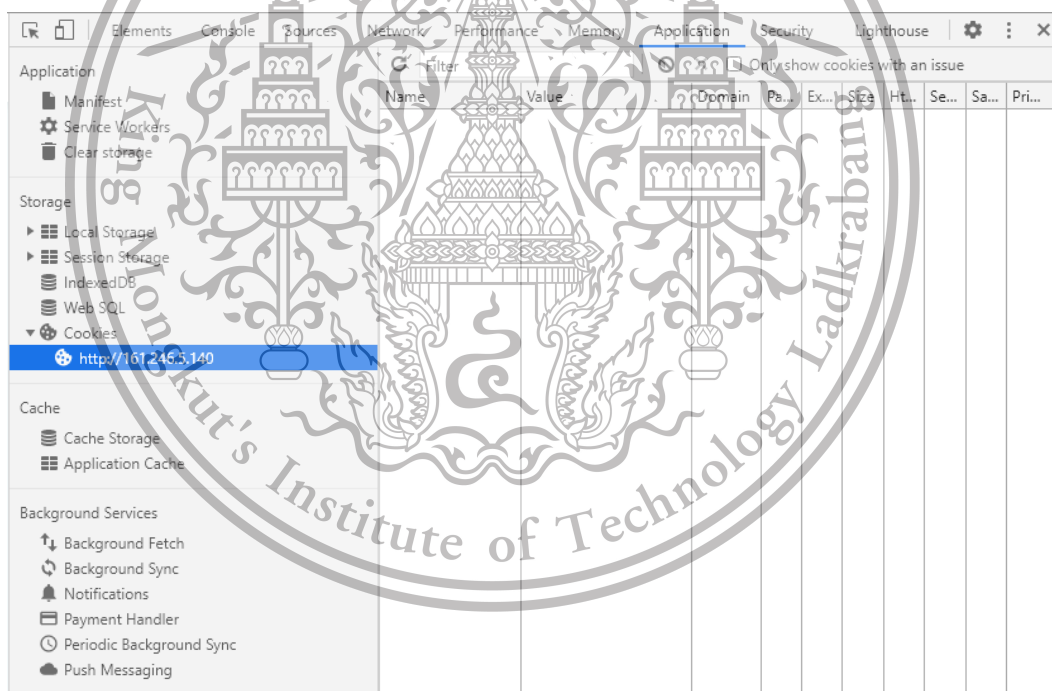 Elements Console Sources Network Performance Memory Application Security Lighthouse
Application
Manifest
Service Workers
Clear storage
Storage
Local Storage
Session Storage
IndexedDB
Web SQL
Cookies
http://161.246.5.140
Cache
Cache Storage
Application Cache
Background Services
Background Fetch
Background Sync
Notifications
Payment Handler
Periodic Background Sync
Push Messaging
Filter
Only show cookies with an issue
Name Value Domain Pa... Ex... Size Ht... Se... Sa... Pri...
King Mongkut's Institute of Technology Ladkrabang